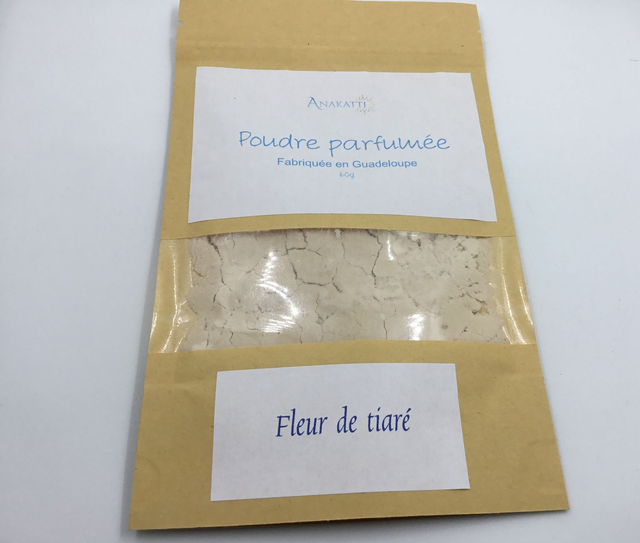 ANAKATTI
Poudre parfumée
Fabriquée en Guadeloupe
60g
Fleur de tiaré